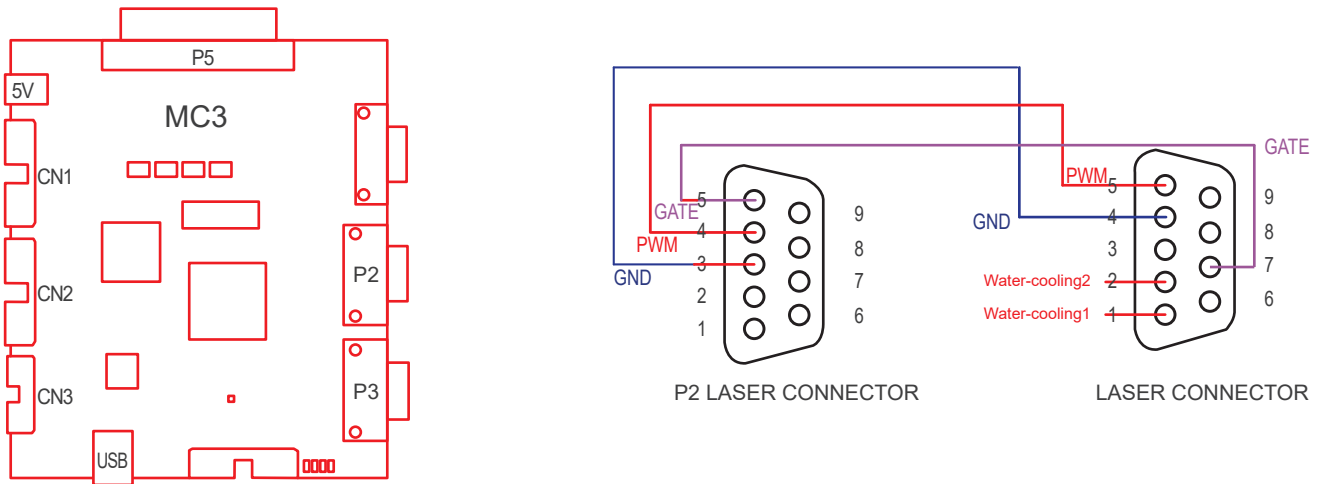 P5
5V
MC3
CN1
CN2
CN3
P2
P3
USB
GATE
PWM
GND
5
4
3
2
1
9
8
7
6
P2 LASER CONNECTOR
GATE
PWM
GND
Water-cooling2
Water-cooling1
5
4
3
2
1
9
8
7
6
LASER CONNECTOR